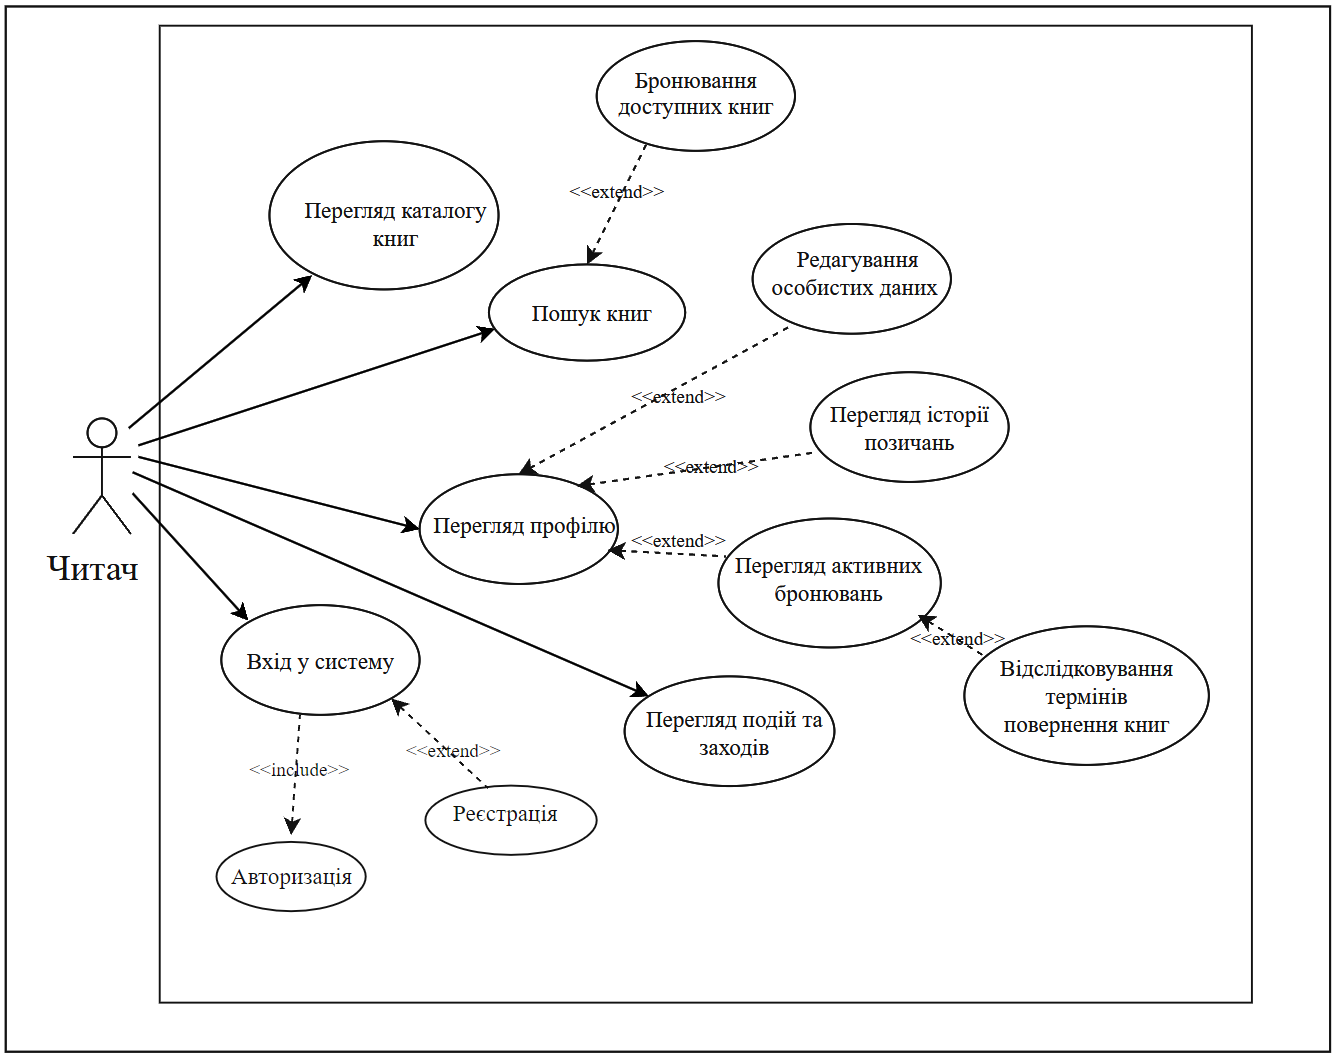 Бронювання
доступних книг
<<extend>>
Перегляд каталогу
книг
Пошук книг
Редагування
особистих даних
<<extend>>
Перегляд історії
позичань
<<extend>>
Перегляд профілю
<<extend>>
Перегляд активних
бронювань
Читач
<<extend>>
Вхід у систему
Відслідковування
термінів
повернення книг
Перегляд подій та
заходів
<<extend>>
<<include>>
Реєстрація
Авторизація